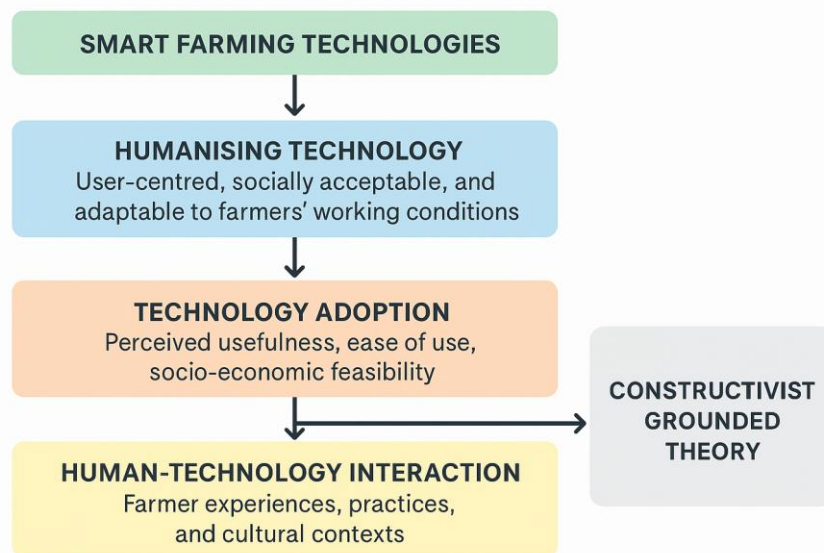 SMART FARMING TECHNOLOGIES
HUMANISING TECHNOLOGY
User-centred, socially acceptable, and
adaptable to farmers’ working conditions
TECHNOLOGY ADOPTION
Perceived usefulness, ease of use,
socio-economic feasibility
CONSTRUCTIVIST
GROUNDED
THEORY
HUMAN-TECHNOLOGY INTERACTION
Farmer experiences, practices,
and cultural contexts